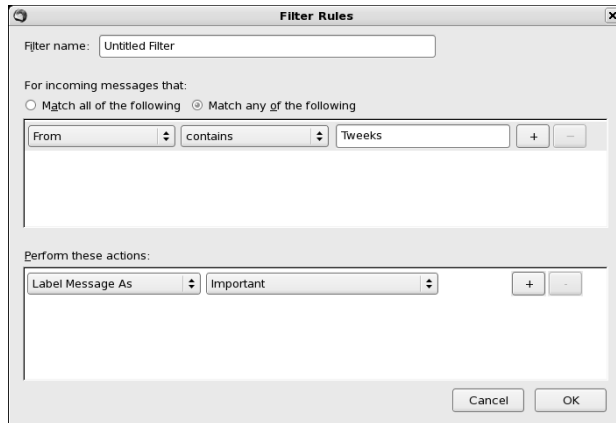 Filter Rules
Filter name: Untitled Filter
For incoming messages that:
Match all of the following Match any of the following
From contains Tweeks + −
Perform these actions:
Label Message As Important + -
Cancel OK